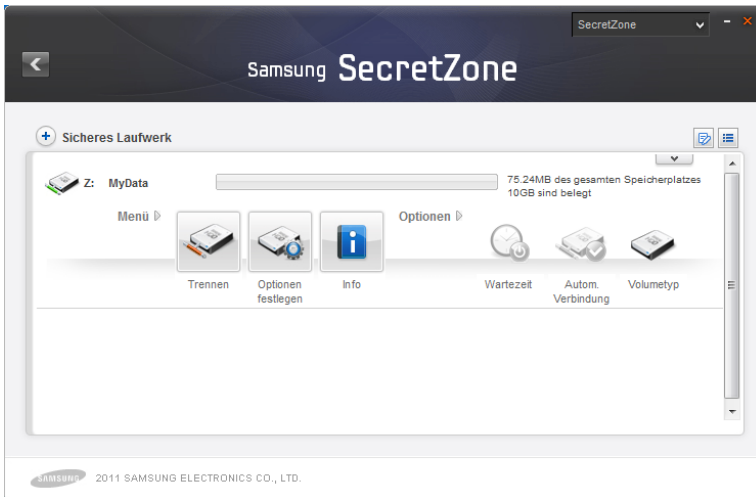 SecretZone
Samsung SecretZone
Sicheres Laufwerk
Z: MyData
75.24MB des gesamten Speicherplatzes
10GB sind belegt
Menü
Optionen
Trennen
Optionen
festlegen
Info
Wartezeit
Autom.
Verbindung
Volumetyp
SAMSUNG 2011 SAMSUNG ELECTRONICS CO., LTD.